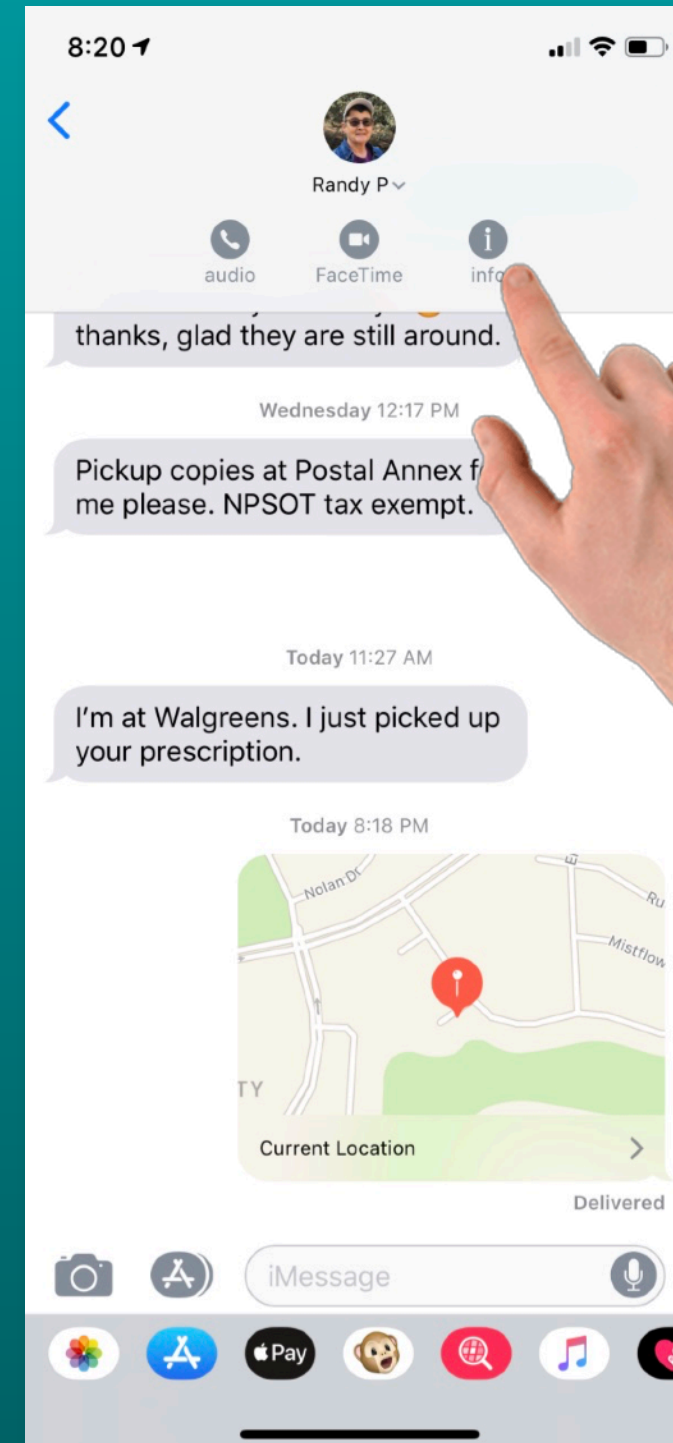 8:20
Randy P
audio FaceTime info
thanks, glad they are still around.
Wednesday 12:17 PM
Pickup copies at Postal Annex
me please. NPSOT tax exempt.
Today 11:27 AM
I'm at Walgreens. I just picked up
your prescription.
Today 8:18 PM
Nolan Dr
Mistflow
TY
Current Location
Delivered
iMessage
Pay